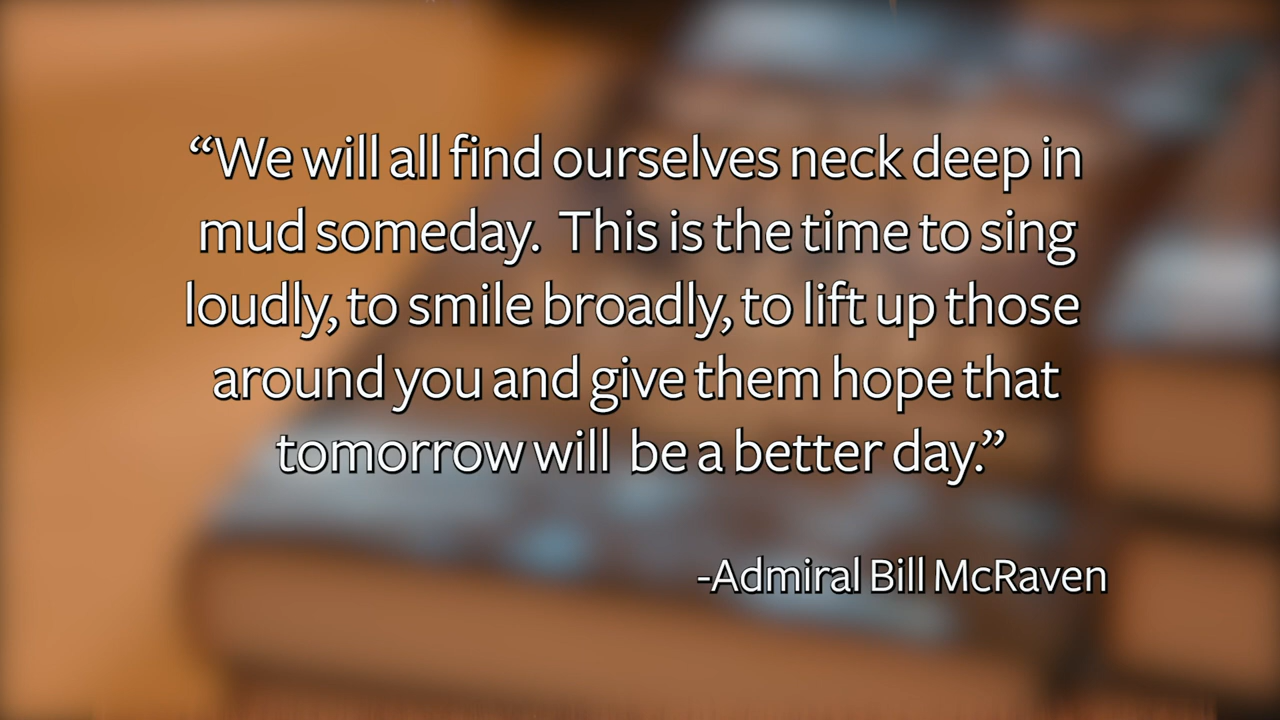 “We will all find ourselves neck deep in
mud someday.  This is the time to sing
loudly, to smile broadly, to lift up those
around you and give them hope that
tomorrow will  be a better day.”
-Admiral Bill McRaven